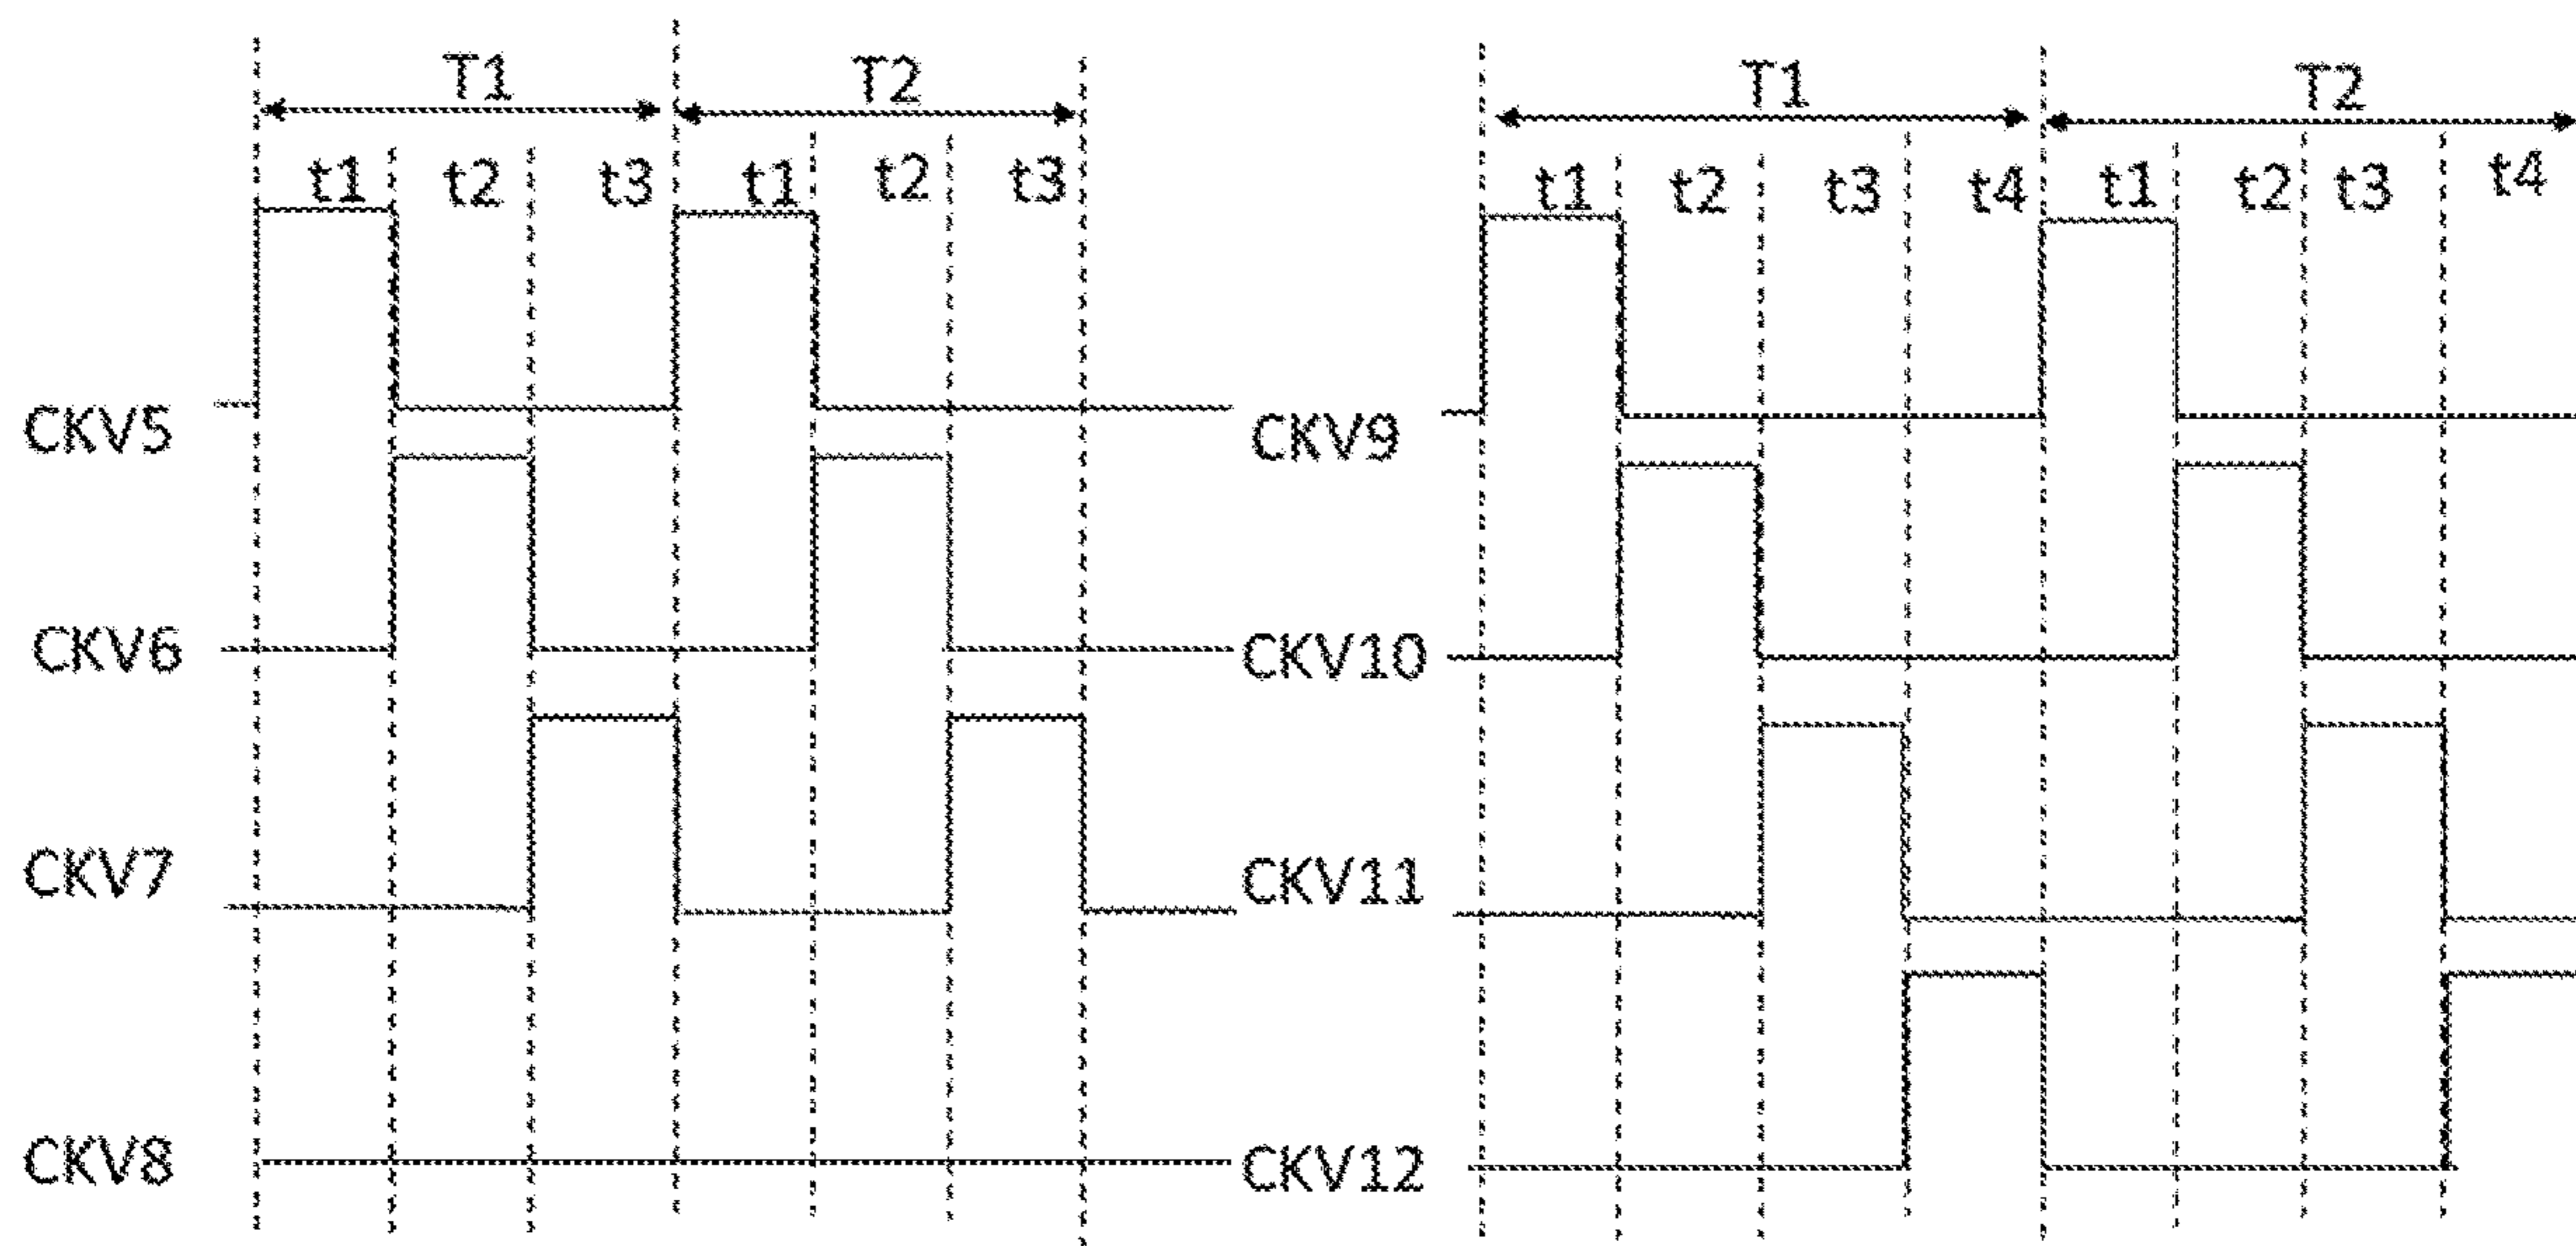 T1 T2 T1 T2
t1 t2 t3 t1 t2 t3 t1 t2 t3 t4 t1 t2 t3 t4
CKV5 CKV9
CKV6 CKV10
CKV7 CKV11
CKV8 CKV12